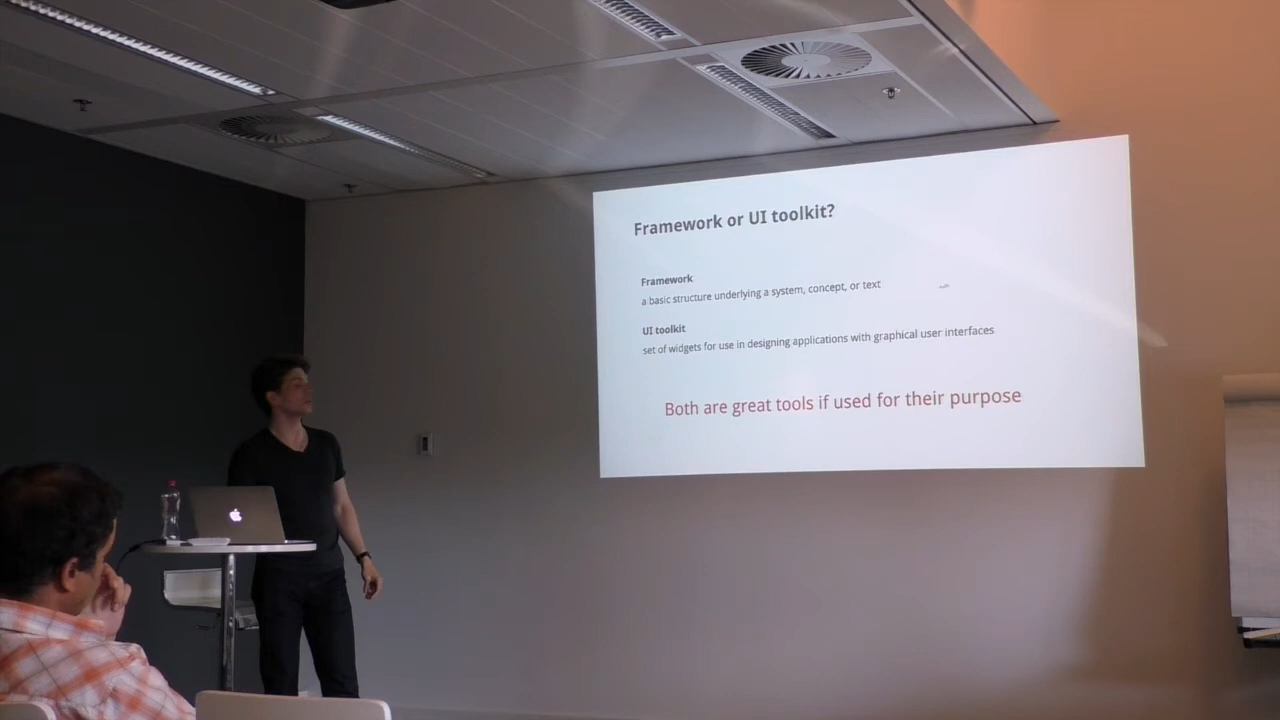 Framework or UI toolkit?
Framework
a basic structure underlying a system, concept, or text
UI toolkit
set of widgets for use in designing applications with graphical user interfaces
Both are great tools if used for their purpose